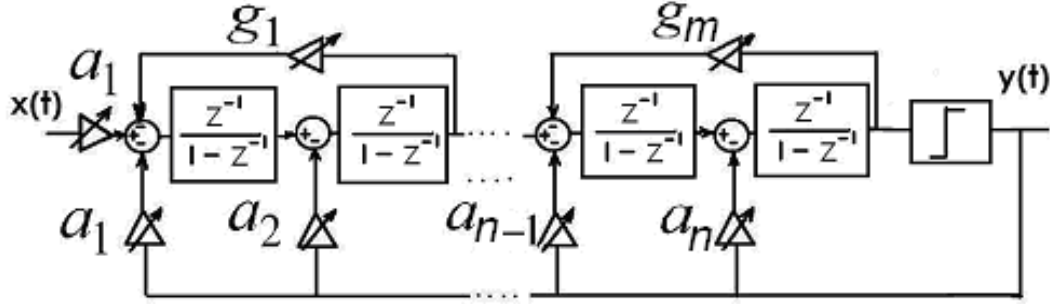 g1 gm
a1
x(t) y(t)
z⁻¹ z⁻¹ z⁻¹ z⁻¹
1 - z⁻¹ 1 - z⁻¹ 1 - z⁻¹ 1 - z⁻¹
a1 a2 an-1 an